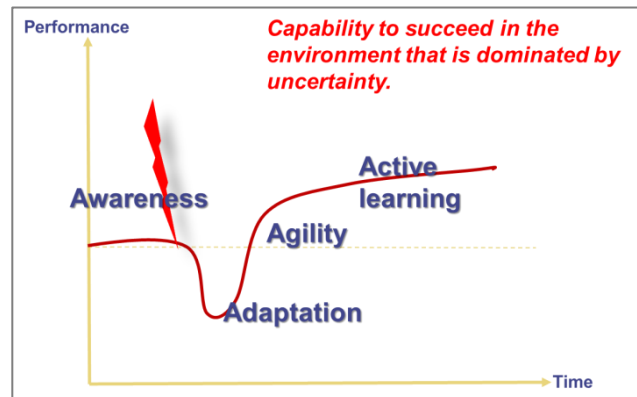 Performance
Capability to succeed in the
environment that is dominated by
uncertainty.
Awareness
Active
learning
Agility
Adaptation
Time